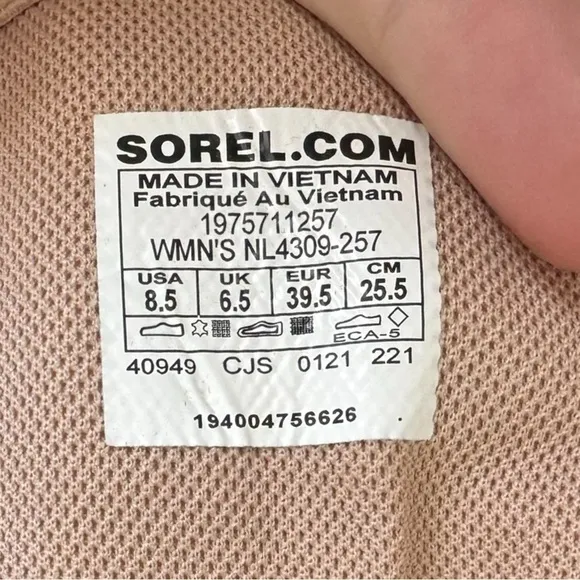 SOREL.COM
MADE IN VIETNAM
Fabriqué Au Vietnam
1975711257
WMN'S NL4309-257
USA UK EUR CM
8.5 6.5 39.5 25.5
ECA-5
40949 CJS 0121 221
194004756626 .